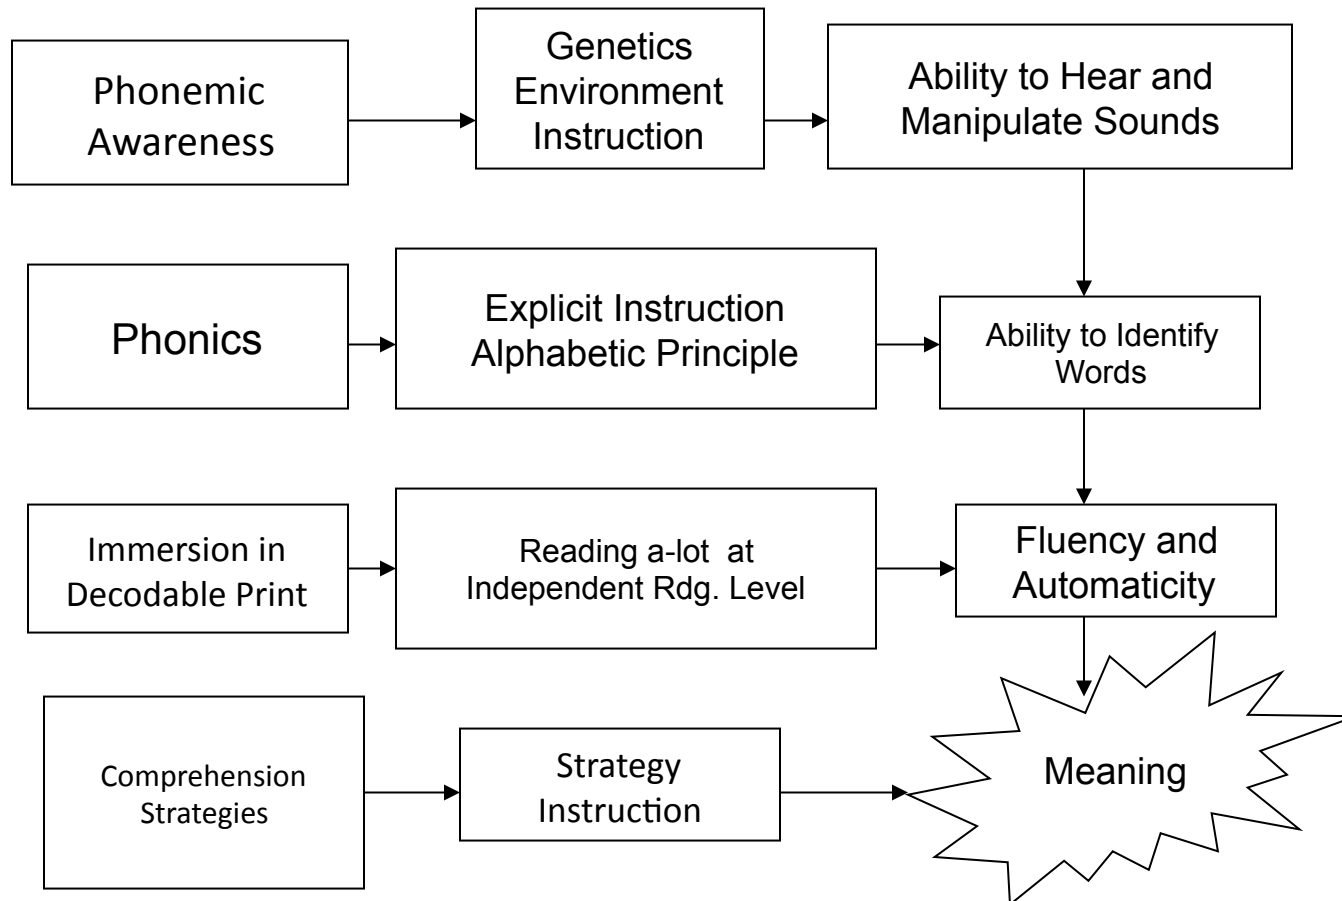 Phonemic
Awareness
Genetics
Environment
Instruction
Ability to Hear and
Manipulate Sounds
Phonics
Explicit Instruction
Alphabetic Principle
Ability to Identify
Words
Immersion in
Decodable Print
Reading a-lot at
Independent Rdg. Level
Fluency and
Automaticity
Comprehension
Strategies
Strategy
Instruction
Meaning